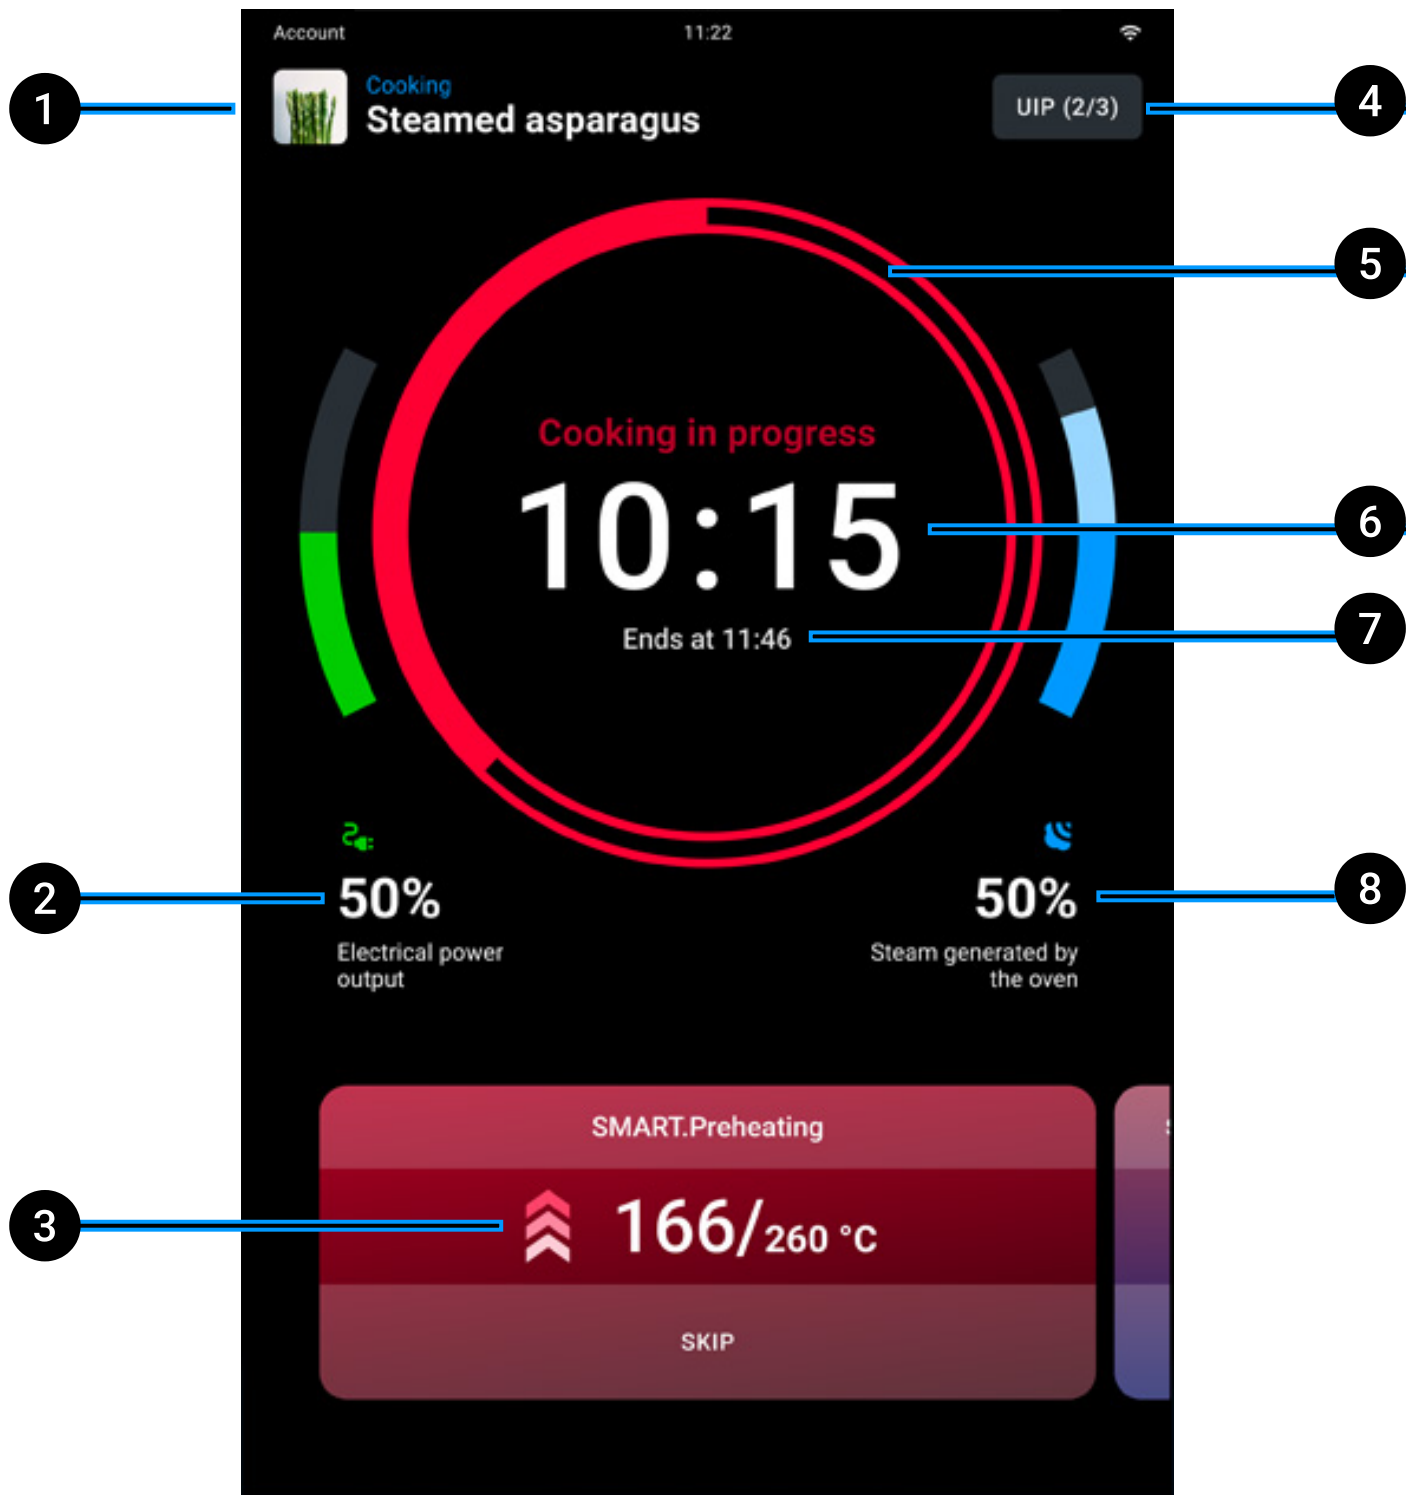 Account
11:22
1
Cooking
Steamed asparagus
UIP (2/3)
4
5
Cooking in progress
10:15
6
Ends at 11:46
7
2
50%
Electrical power
output
50%
8
Steam generated by
the oven
SMART.Preheating
3
166/260 °C
SKIP